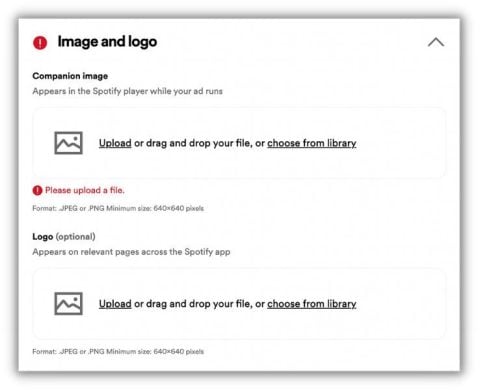 Image and logo
Companion image
Appears in the Spotify player while your ad runs
Upload or drag and drop your file, or choose from library
Please upload a file.
Format: .JPEG or .PNG Minimum size: 640×640 pixels
Logo (optional)
Appears on relevant pages across the Spotify app
Upload or drag and drop your file, or choose from library
Format: .JPEG or .PNG Minimum size: 640×640 pixels